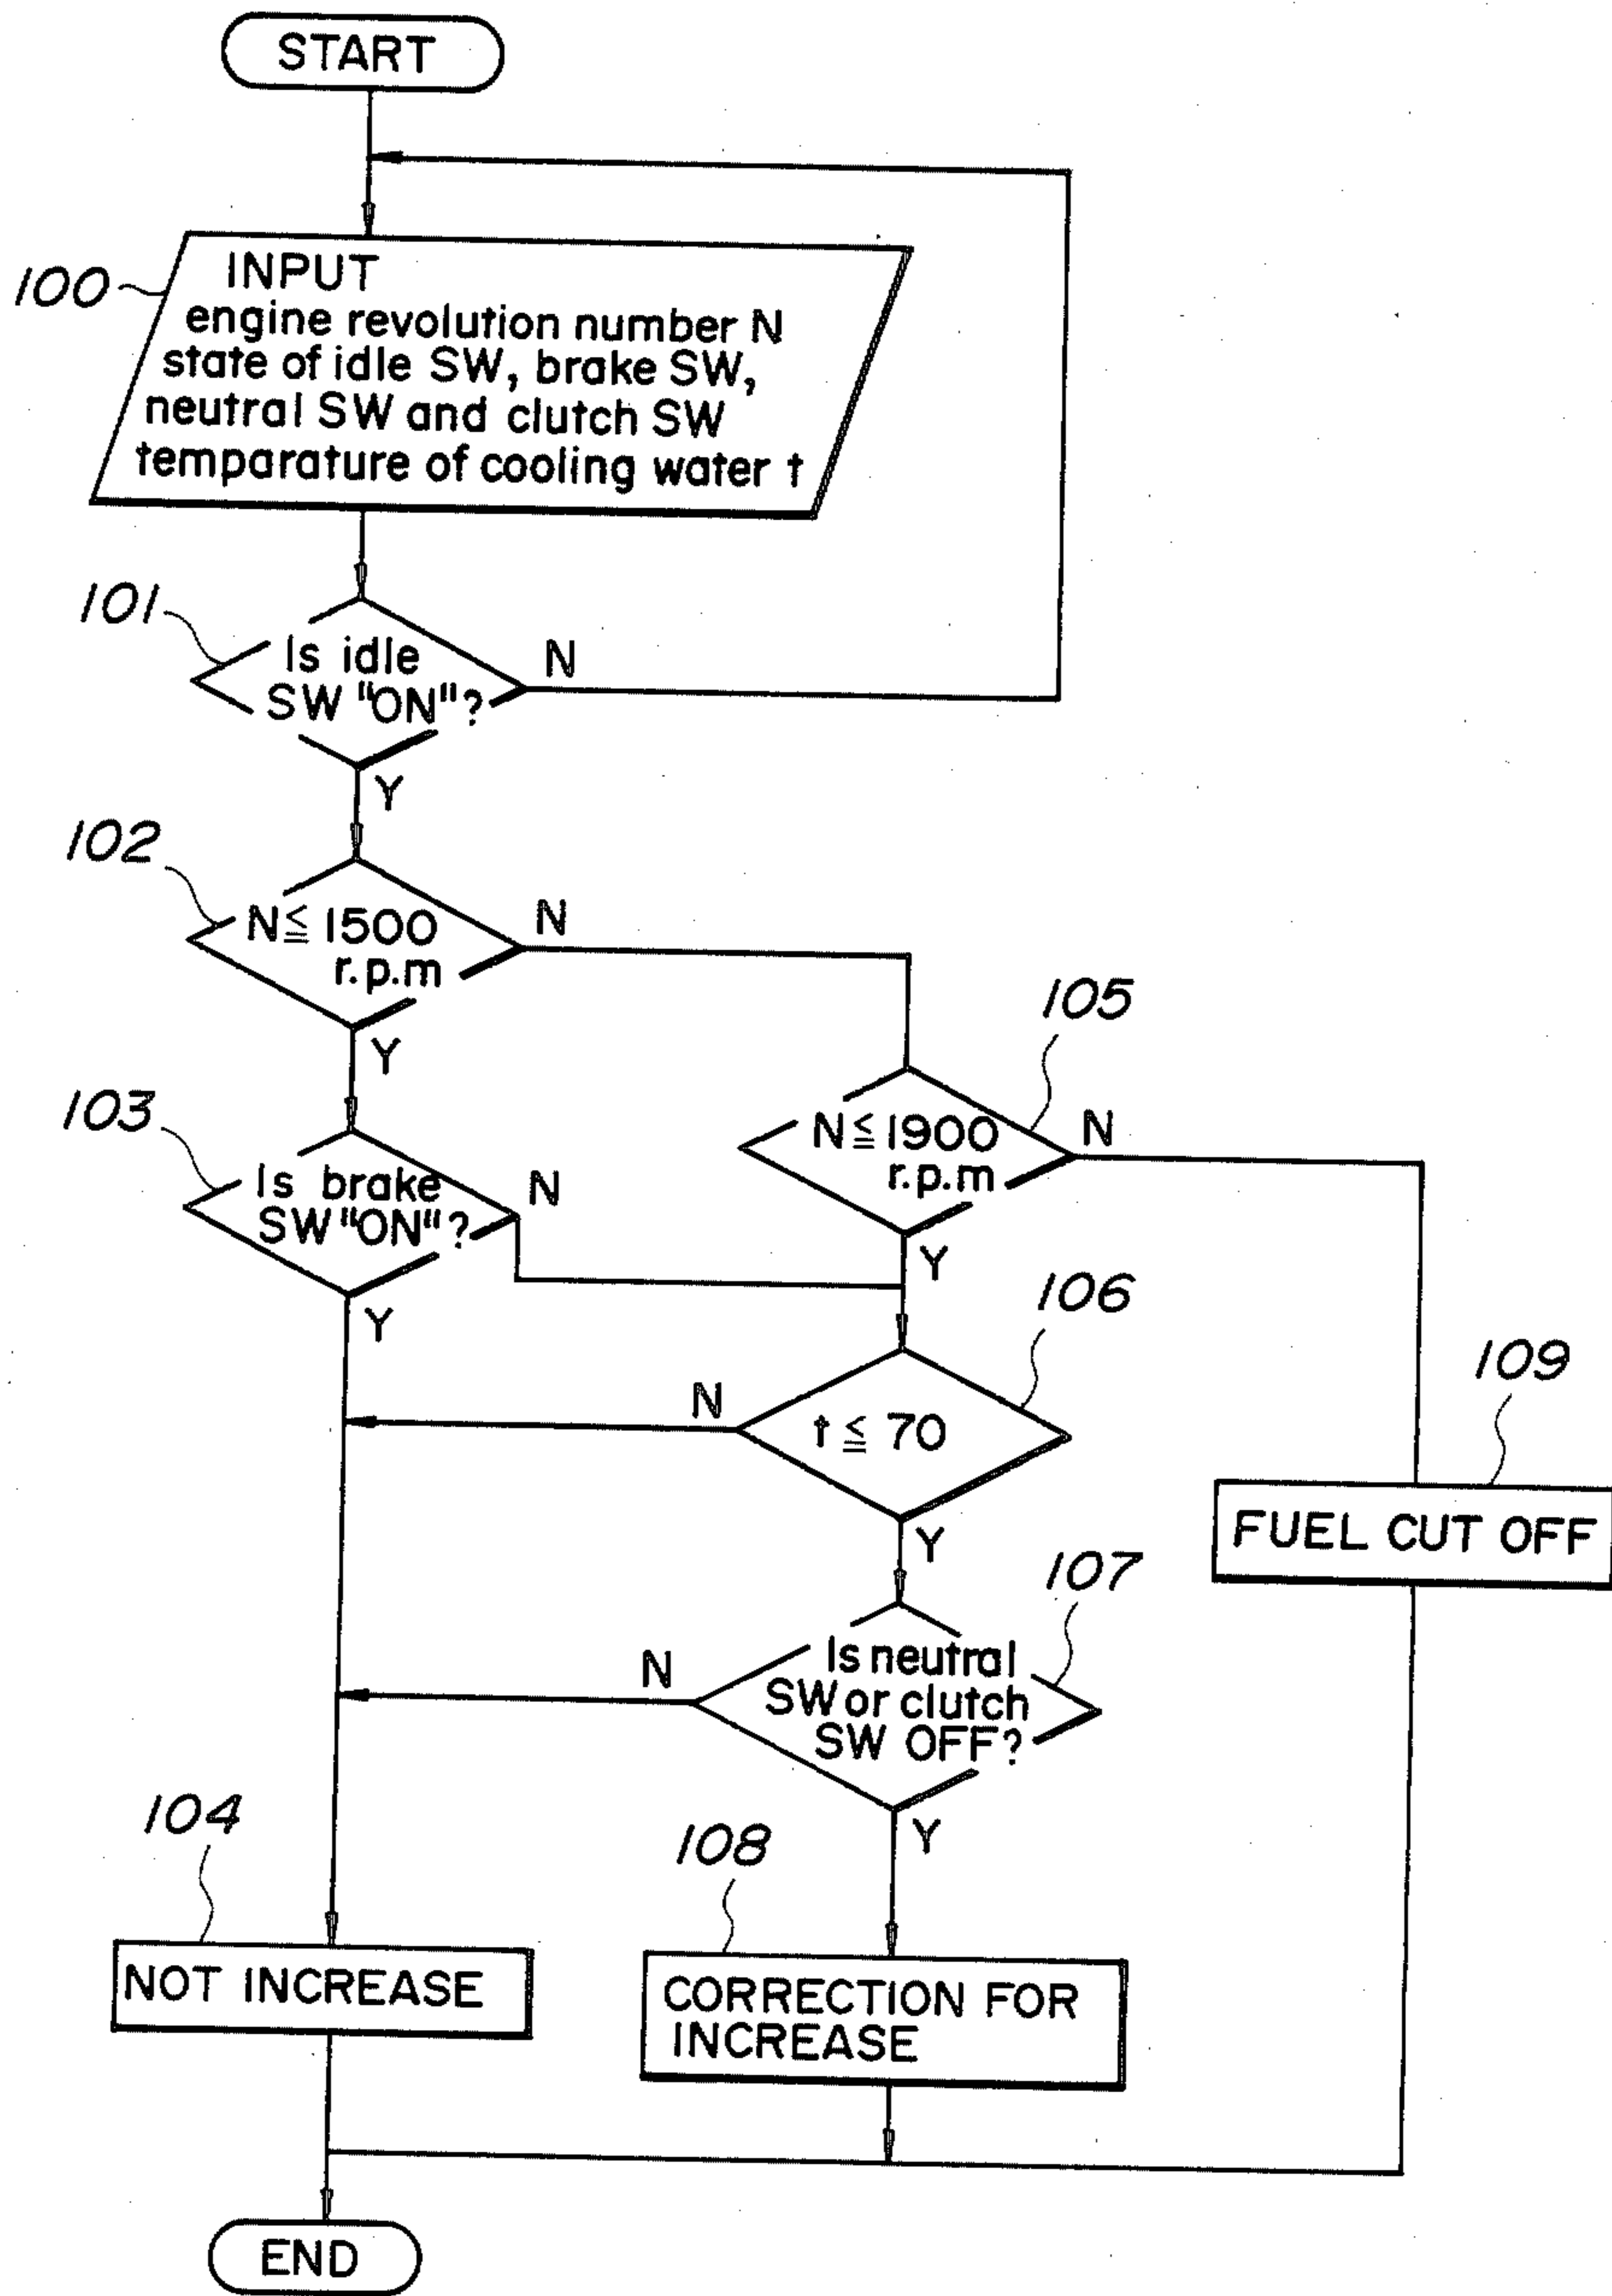 START
100
INPUT
engine revolution number N
state of idle SW, brake SW,
neutral SW and clutch SW
temparature of cooling water t
101
Is idle
SW "ON"?
N
Y
102
N≦1500
r.p.m
N
Y
105
N≦1900
r.p.m
N
Y
103
Is brake
SW "ON"?
N
Y
106
t≦70
N
Y
109
FUEL CUT OFF
107
Is neutral
SW or clutch
SW OFF?
N
Y
104
NOT INCREASE
108
CORRECTION FOR
INCREASE
END